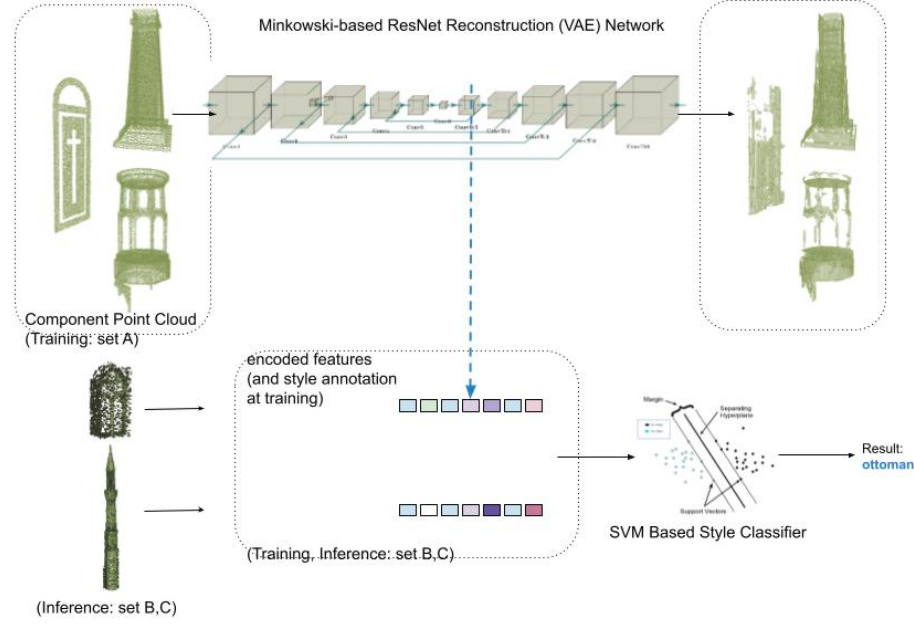 Minkowski-based ResNet Reconstruction (VAE) Network
Component Point Cloud
(Training: set A)
encoded features
(and style annotation
at training)
Margin
Separating
Hyperplane
Support Vectors
Result:
ottoman
SVM Based Style Classifier
(Training, Inference: set B,C)
(Inference: set B,C)